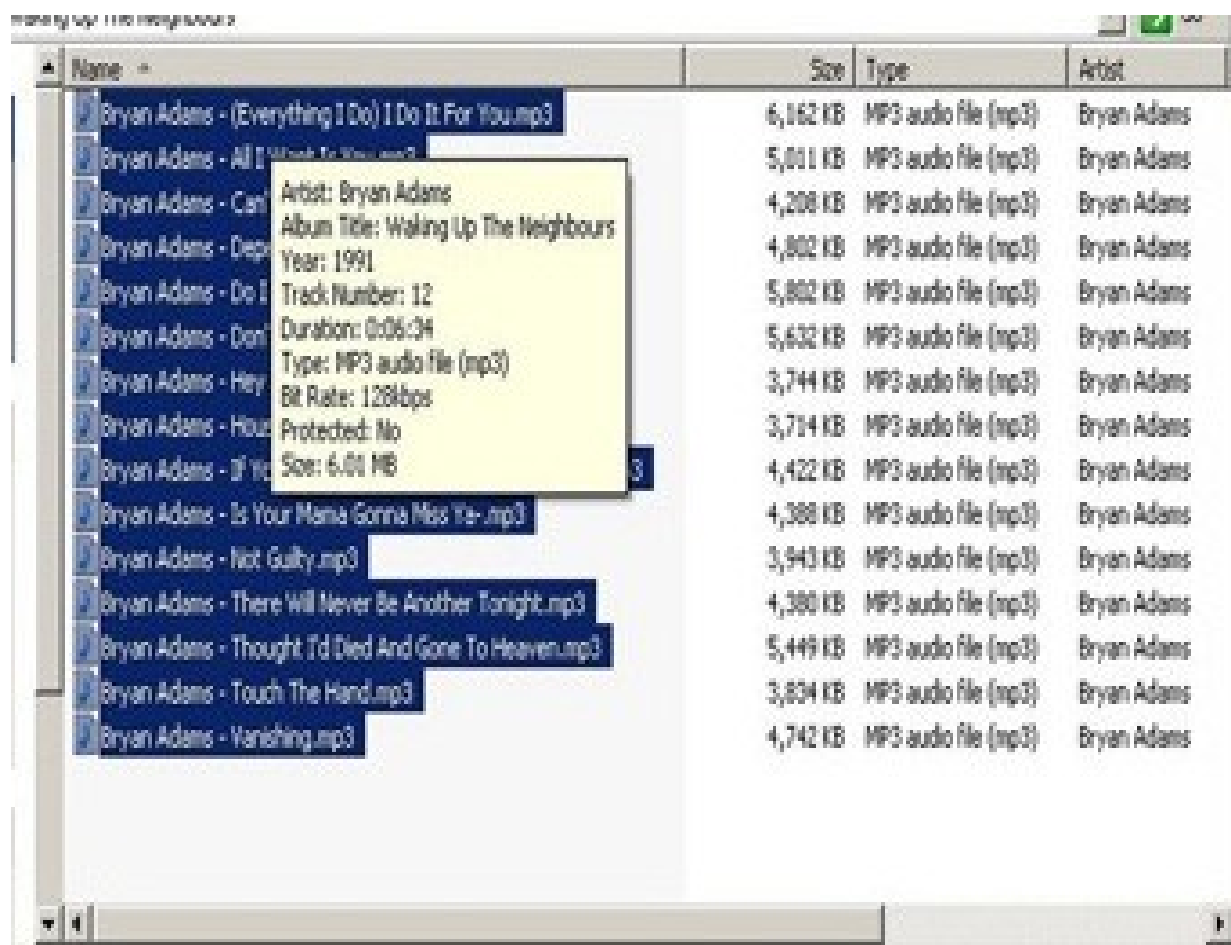 Waking Up The Neighbours Go
Name Size Type Artist
Bryan Adams - (Everything I Do) I Do It For You.mp3 6,162 KB MP3 audio file (mp3) Bryan Adams
Bryan Adams - All I Want Is You.mp3 5,011 KB MP3 audio file (mp3) Bryan Adams
Bryan Adams - Can' 4,208 KB MP3 audio file (mp3) Bryan Adams
Bryan Adams - Depe 4,802 KB MP3 audio file (mp3) Bryan Adams
Bryan Adams - Do I 5,802 KB MP3 audio file (mp3) Bryan Adams
Bryan Adams - Don' 5,632 KB MP3 audio file (mp3) Bryan Adams
Bryan Adams - Hey 3,744 KB MP3 audio file (mp3) Bryan Adams
Bryan Adams - Hous 3,714 KB MP3 audio file (mp3) Bryan Adams
Bryan Adams - If Yo 3 4,422 KB MP3 audio file (mp3) Bryan Adams
Bryan Adams - Is Your Mama Gonna Miss Ya-.mp3 4,388 KB MP3 audio file (mp3) Bryan Adams
Bryan Adams - Not Guilty.mp3 3,943 KB MP3 audio file (mp3) Bryan Adams
Bryan Adams - There Will Never Be Another Tonight.mp3 4,380 KB MP3 audio file (mp3) Bryan Adams
Bryan Adams - Thought I'd Died And Gone To Heaven.mp3 5,449 KB MP3 audio file (mp3) Bryan Adams
Bryan Adams - Touch The Hand.mp3 3,834 KB MP3 audio file (mp3) Bryan Adams
Bryan Adams - Vanishing.mp3 4,742 KB MP3 audio file (mp3) Bryan Adams
Artist: Bryan Adams
Album Title: Waking Up The Neighbours
Year: 1991
Track Number: 12
Duration: 0:06:34
Type: MP3 audio file (mp3)
Bit Rate: 128kbps
Protected: No
Size: 6.01 MB